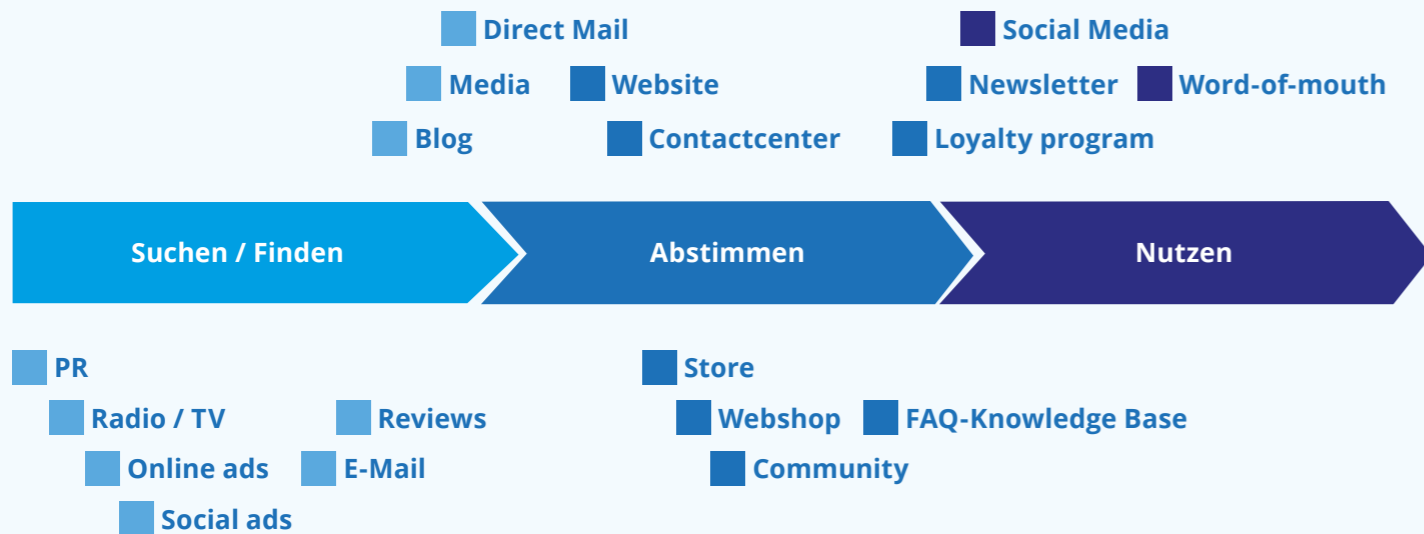 Direct Mail
Social Media
Media
Website
Newsletter
Word-of-mouth
Blog
Contactcenter
Loyalty program
Suchen / Finden
Abstimmen
Nutzen
PR
Store
Radio / TV
Reviews
Webshop
FAQ-Knowledge Base
Online ads
E-Mail
Community
Social ads